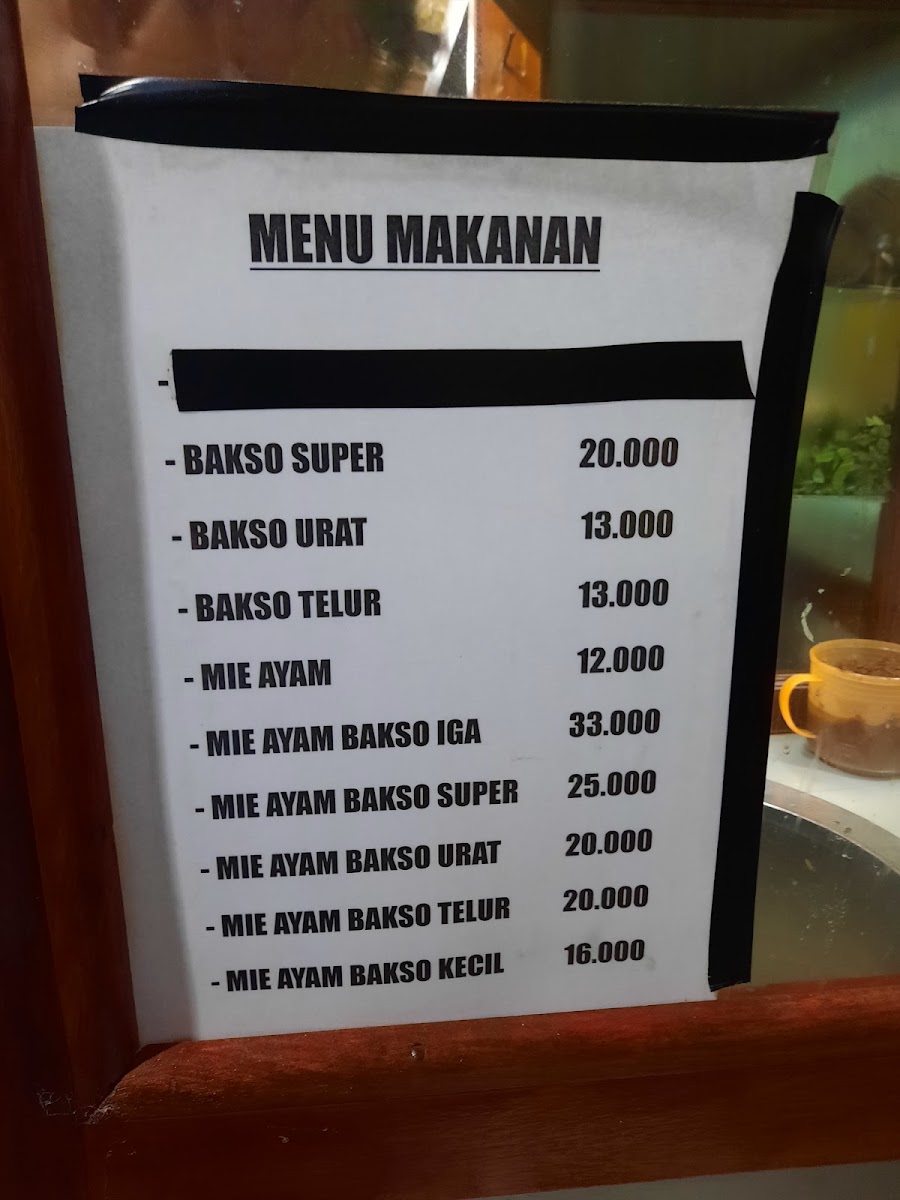 MENU MAKANAN
-
- BAKSO SUPER 20.000
- BAKSO URAT 13.000
- BAKSO TELUR 13.000
- MIE AYAM 12.000
- MIE AYAM BAKSO IGA 33.000
- MIE AYAM BAKSO SUPER 25.000
- MIE AYAM BAKSO URAT 20.000
- MIE AYAM BAKSO TELUR 20.000
- MIE AYAM BAKSO KECIL 16.000